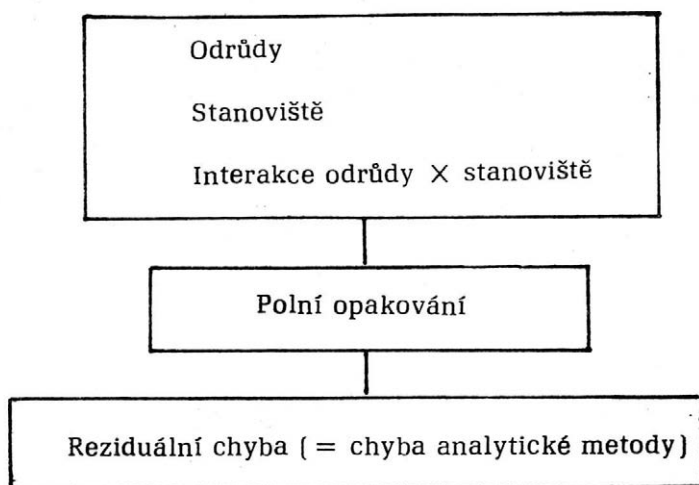 Odrůdy
Stanoviště
Interakce odrůdy × stanoviště
Polní opakování
Reziduální chyba (= chyba analytické metody)